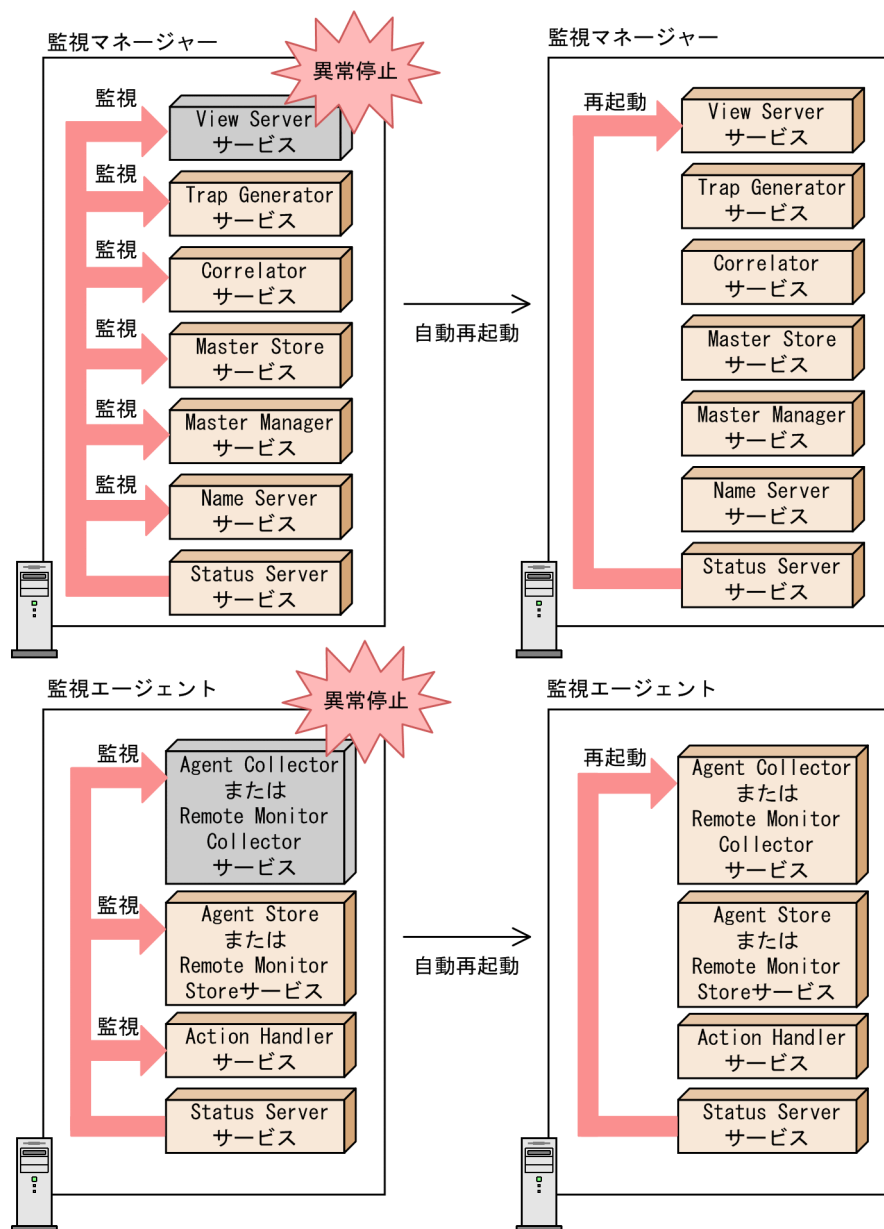 監視マネージャー
異常停止
監視
View Server
サービス
監視
Trap Generator
サービス
監視
Correlator
サービス
監視
Master Store
サービス
監視
Master Manager
サービス
監視
Name Server
サービス
Status Server
サービス
自動再起動
監視マネージャー
再起動
View Server
サービス
Trap Generator
サービス
Correlator
サービス
Master Store
サービス
Master Manager
サービス
Name Server
サービス
Status Server
サービス
監視エージェント
異常停止
監視
Agent Collector
または
Remote Monitor
Collector
サービス
監視
Agent Store
または
Remote Monitor
Storeサービス
監視
Action Handler
サービス
Status Server
サービス
自動再起動
監視エージェント
再起動
Agent Collector
または
Remote Monitor
Collector
サービス
Agent Store
または
Remote Monitor
Storeサービス
Action Handler
サービス
Status Server
サービス